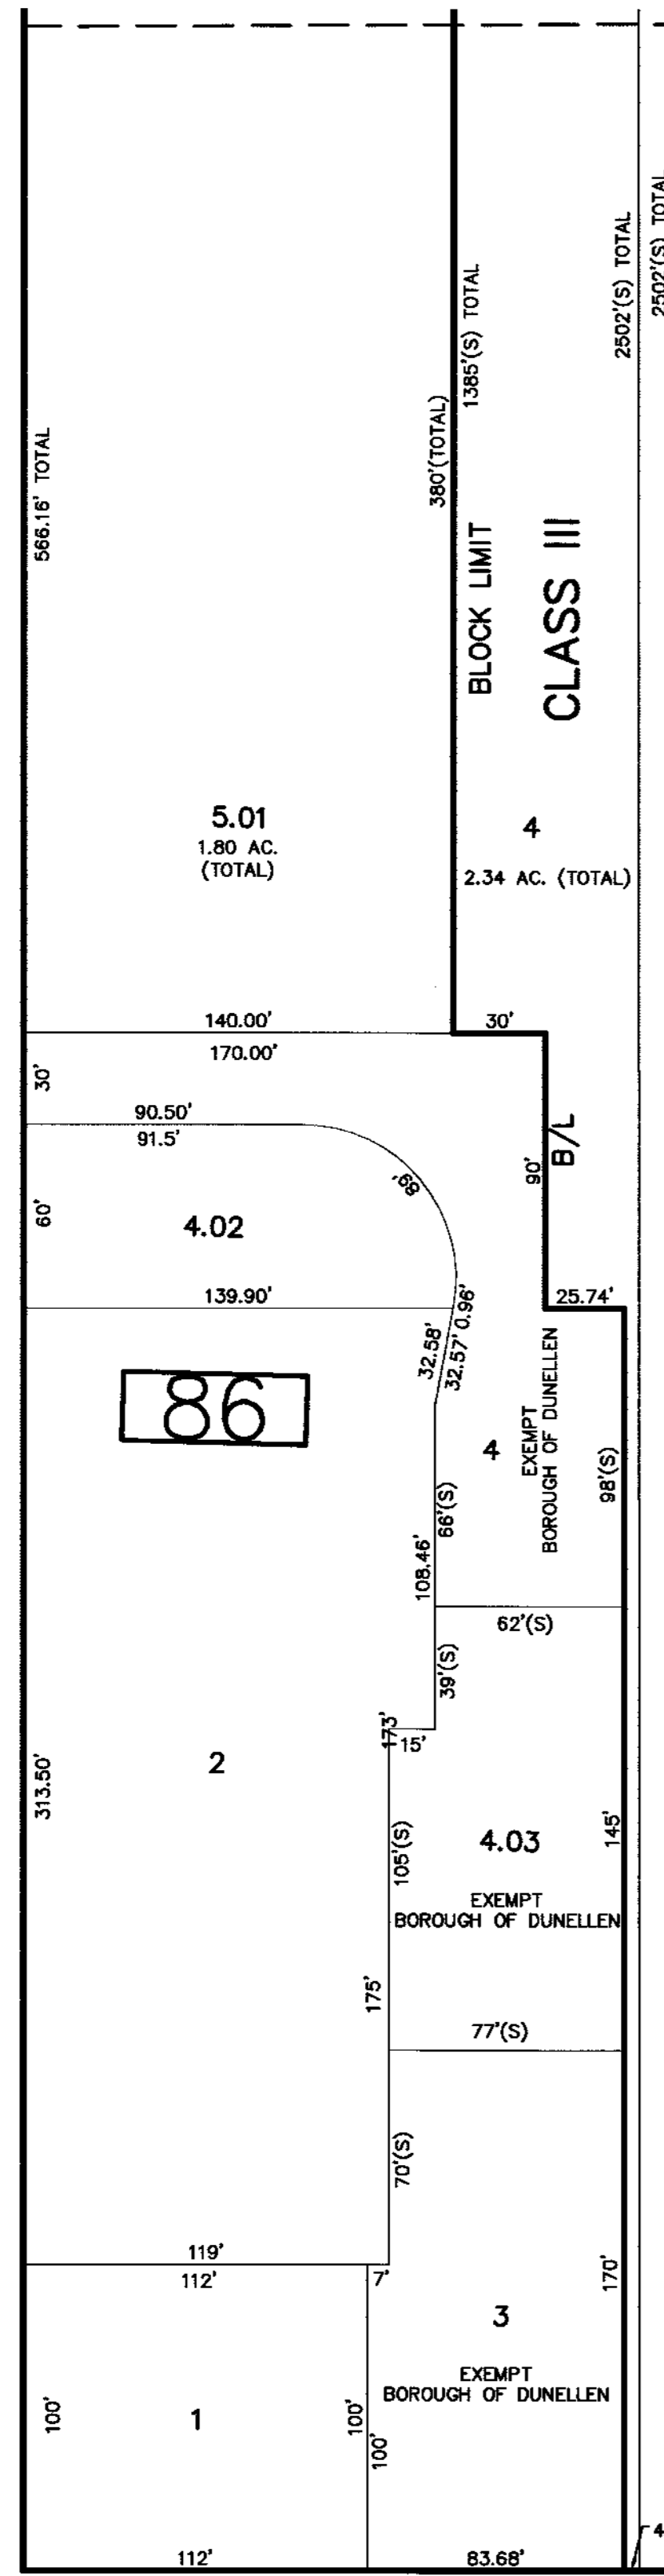 2502'(S) TOTAL
2502'(S) TOTAL
1385'(S) TOTAL
380'(TOTAL)
566.16' TOTAL
BLOCK LIMIT
CLASS III
5.01
1.80 AC.
(TOTAL)
4
2.34 AC. (TOTAL)
140.00'
30'
170.00'
30'
90.50'
91.5'
B/L
90'
89'
60'
4.02
139.90'
25.74'
32.58'
32.57'
0.96'
86
4
EXEMPT
BOROUGH OF DUNELLEN
98'(S)
66'(S)
108.46'
62'(S)
39'(S)
173'
15'
2
313.50'
105'(S)
4.03
145'
EXEMPT
BOROUGH OF DUNELLEN
175'
77'(S)
70'(S)
119'
112'
7'
170'
3
EXEMPT
BOROUGH OF DUNELLEN
100'
1
100'
100'
112'
83.68'
4